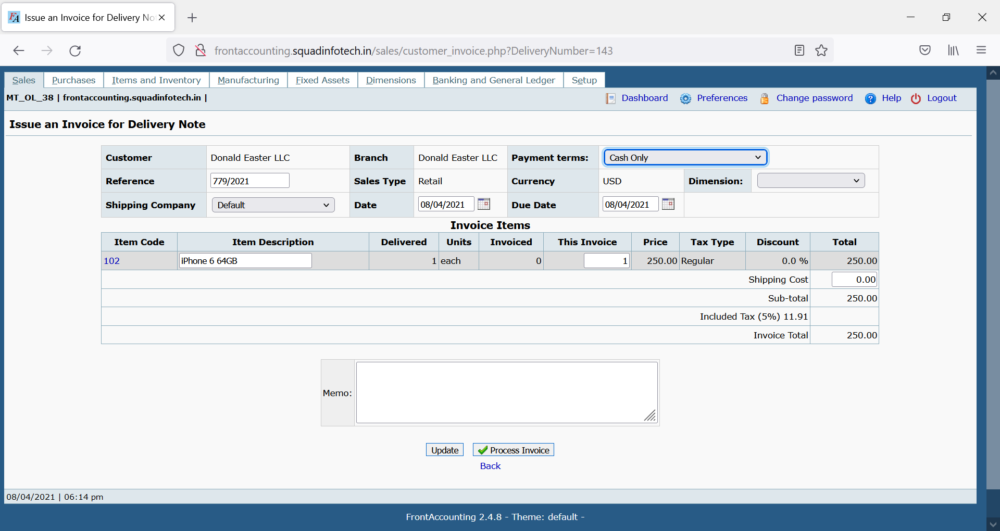 Issue an Invoice for Delivery No
frontaccounting.squadinfotech.in/sales/customer_invoice.php?DeliveryNumber=143
Sales Purchases Items and Inventory Manufacturing Fixed Assets Dimensions Banking and General Ledger Setup
MT_OL_38 | frontaccounting.squadinfotech.in | Dashboard Preferences Change password Help Logout
Issue an Invoice for Delivery Note
Customer Donald Easter LLC Branch Donald Easter LLC Payment terms: Cash Only
Reference 779/2021 Sales Type Retail Currency USD Dimension:
Shipping Company Default Date 08/04/2021 Due Date 08/04/2021
Invoice Items
Item Code Item Description Delivered Units Invoiced This Invoice Price Tax Type Discount Total
102 iPhone 6 64GB 1 each 0 1 250.00 Regular 0.0 % 250.00
Shipping Cost 0.00
Sub-total 250.00
Included Tax (5%) 11.91
Invoice Total 250.00
Memo:
Update Process Invoice
Back
08/04/2021 | 06:14 pm
FrontAccounting 2.4.8 - Theme: default -